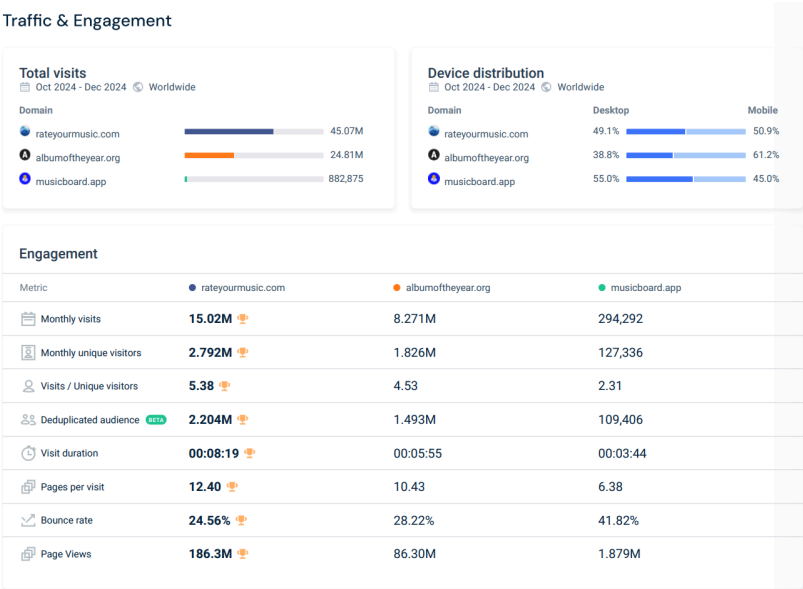 Traffic & Engagement
Total visits
Oct 2024 - Dec 2024 Worldwide
Domain
rateyourmusic.com 45.07M
A albumoftheyear.org 24.81M
musicboard.app 882,875
Device distribution
Oct 2024 - Dec 2024 Worldwide
Domain Desktop Mobile
rateyourmusic.com 49.1% 50.9%
A albumoftheyear.org 38.8% 61.2%
musicboard.app 55.0% 45.0%
Engagement
Metric rateyourmusic.com albumoftheyear.org musicboard.app
Monthly visits 15.02M 8.271M 294,292
Monthly unique visitors 2.792M 1.826M 127,336
Visits / Unique visitors 5.38 4.53 2.31
Deduplicated audience BETA 2.204M 1.493M 109,406
Visit duration 00:08:19 00:05:55 00:03:44
Pages per visit 12.40 10.43 6.38
Bounce rate 24.56% 28.22% 41.82%
Page Views 186.3M 86.30M 1.879M